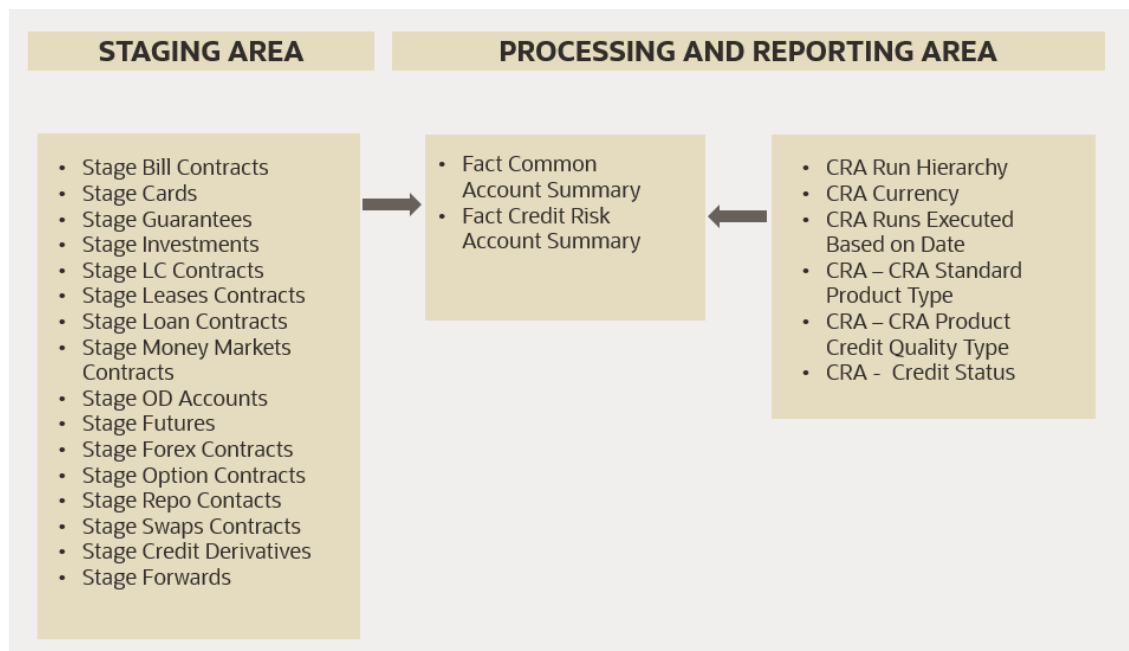 STAGING AREA
PROCESSING AND REPORTING AREA
• Stage Bill Contracts
• Stage Cards
• Stage Guarantees
• Stage Investments
• Stage LC Contracts
• Stage Leases Contracts
• Stage Loan Contracts
• Stage Money Markets
Contracts
• Stage OD Accounts
• Stage Futures
• Stage Forex Contracts
• Stage Option Contracts
• Stage Repo Contacts
• Stage Swaps Contracts
• Stage Credit Derivatives
• Stage Forwards
• Fact Common
Account Summary
• Fact Credit Risk
Account Summary
• CRA Run Hierarchy
• CRA Currency
• CRA Runs Executed
Based on Date
• CRA – CRA Standard
Product Type
• CRA – CRA Product
Credit Quality Type
• CRA - Credit Status